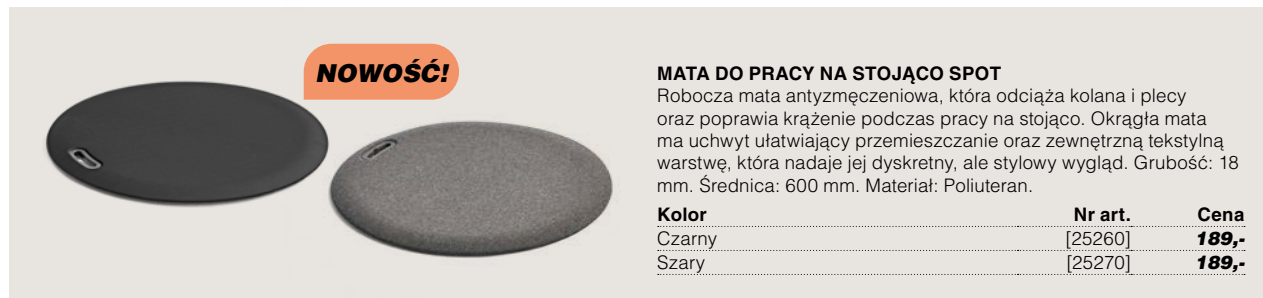 NOWOŚĆ!
MATA DO PRACY NA STOJĄCO SPOT
Robocza mata antyzmęczeniowa, która odciąża kolana i plecy
oraz poprawia krążenie podczas pracy na stojąco. Okrągła mata
ma uchwyt ułatwiający przemieszczanie oraz zewnętrzną tekstylną
warstwę, która nadaje jej dyskretny, ale stylowy wygląd. Grubość: 18
mm. Średnica: 600 mm. Materiał: Poliuteran.
Kolor Nr art. Cena
Czarny [25260] 189,-
Szary [25270] 189,-